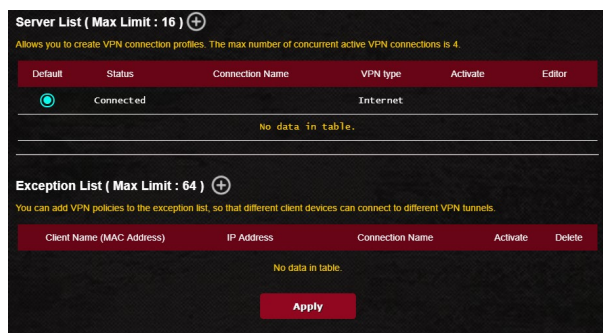 Server List ( Max Limit : 16 )
Allows you to create VPN connection profiles. The max number of concurrent active VPN connections is 4.
Default Status Connection Name VPN type Activate Editor
Connected Internet
No data in table.
Exception List ( Max Limit : 64 )
You can add VPN policies to the exception list, so that different client devices can connect to different VPN tunnels.
Client Name (MAC Address) IP Address Connection Name Activate Delete
No data in table.
Apply